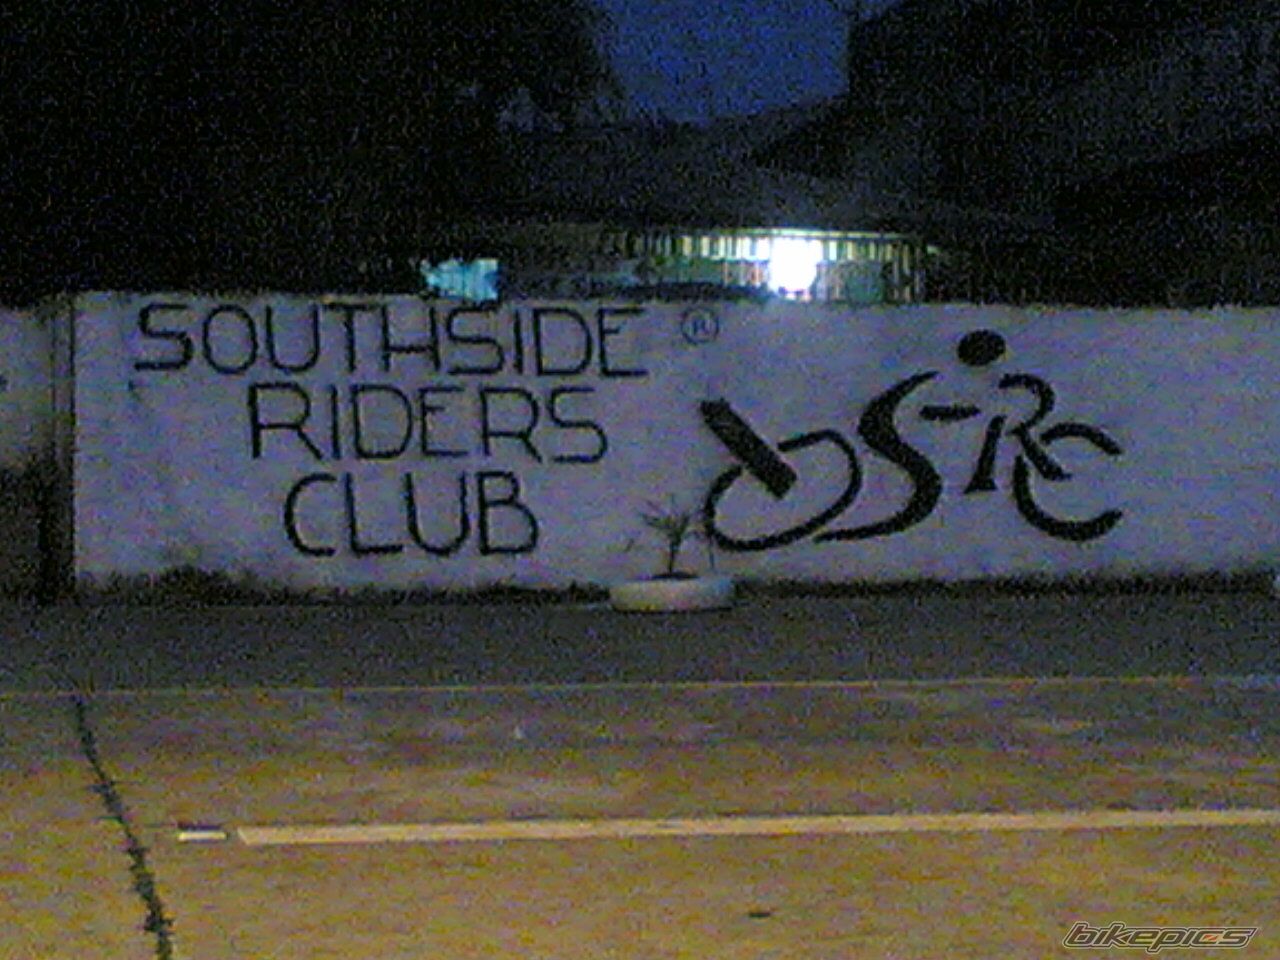 SOUTHSIDE ®
RIDERS
CLUB
SRC
bikepics